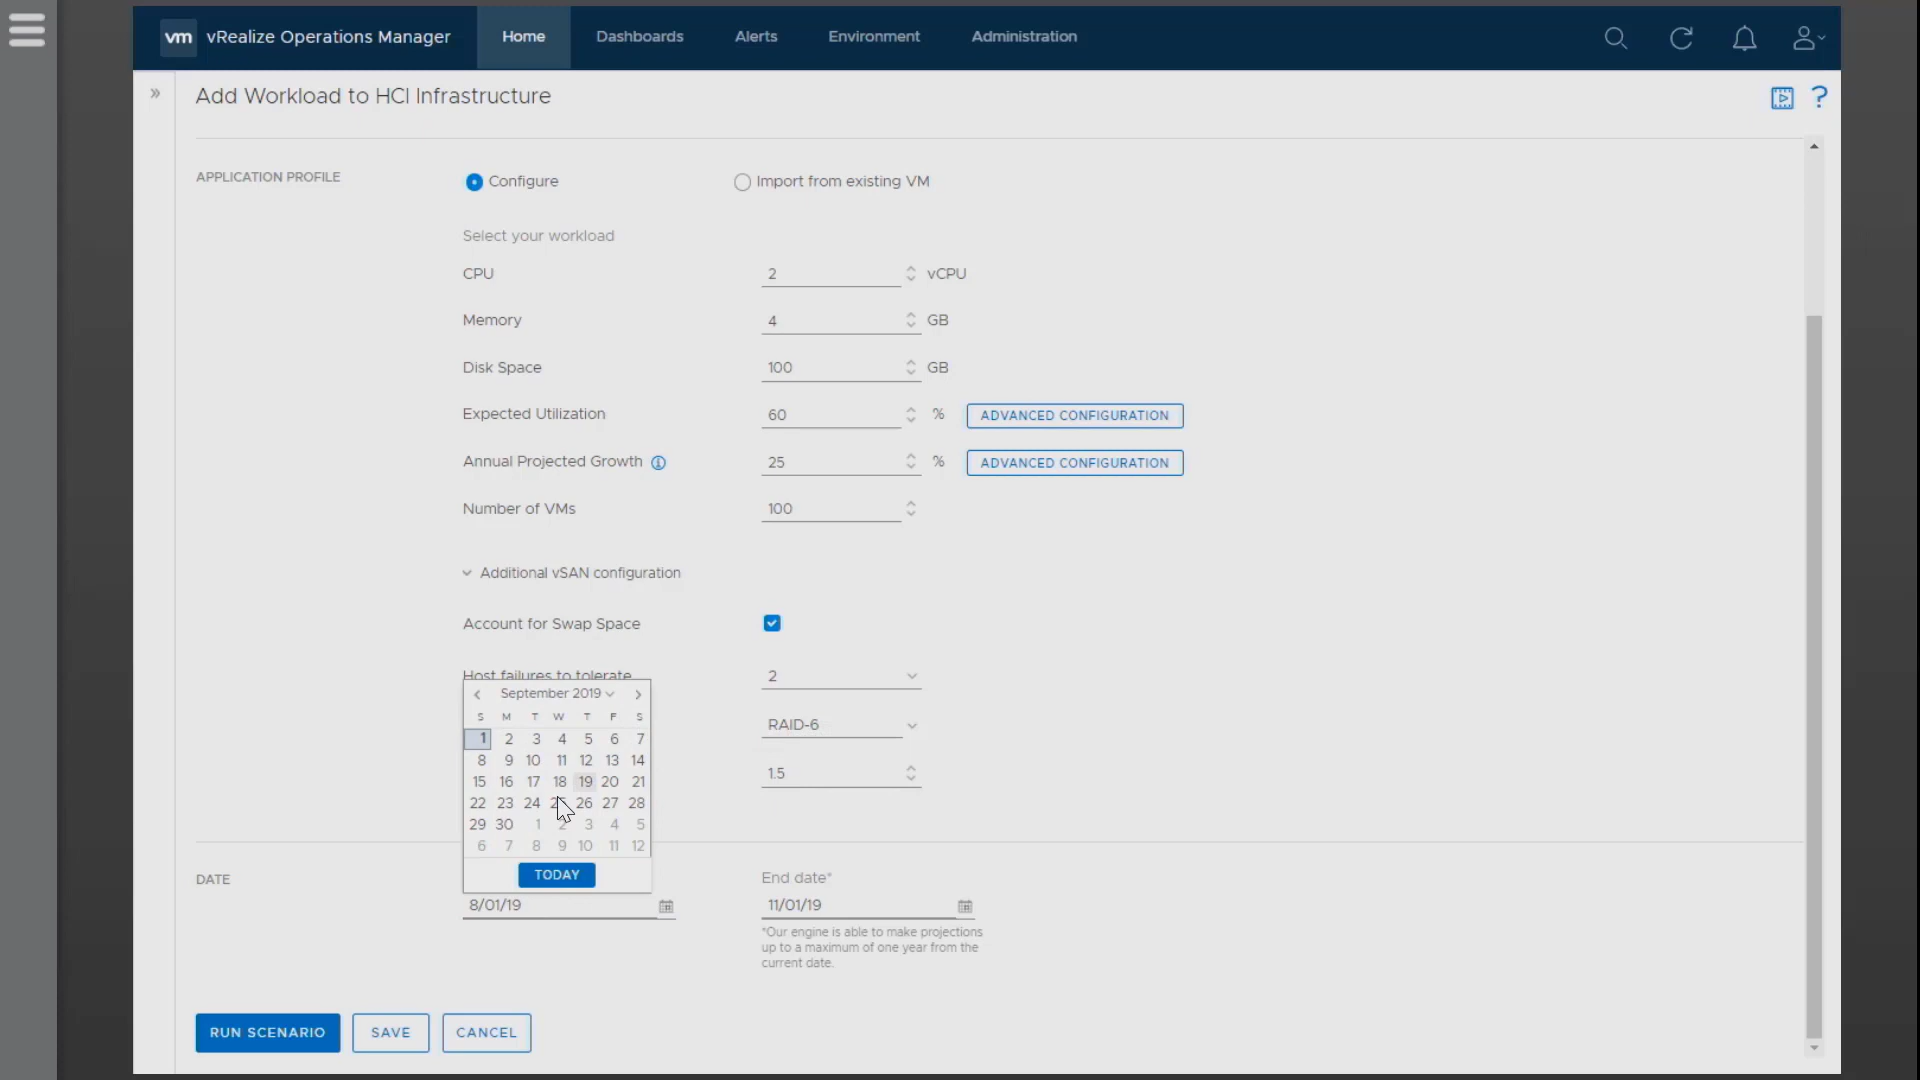 vm vRealize Operations Manager Home Dashboards Alerts Environment Administration
» Add Workload to HCI Infrastructure ?
APPLICATION PROFILE Configure Import from existing VM
Select your workload
CPU 2 vCPU
Memory 4 GB
Disk Space 100 GB
Expected Utilization 60 % ADVANCED CONFIGURATION
Annual Projected Growth 25 % ADVANCED CONFIGURATION
Number of VMs 100
Additional vSAN configuration
Account for Swap Space
Host failures to tolerate 2
RAID-6
1.5
< September 2019 >
S M T W T F S
1 2 3 4 5 6 7
8 9 10 11 12 13 14
15 16 17 18 19 20 21
22 23 24 25 26 27 28
29 30 1 2 3 4 5
6 7 8 9 10 11 12
TODAY
DATE End date*
8/01/19 11/01/19
*Our engine is able to make projections
up to a maximum of one year from the
current date.
RUN SCENARIO SAVE CANCEL